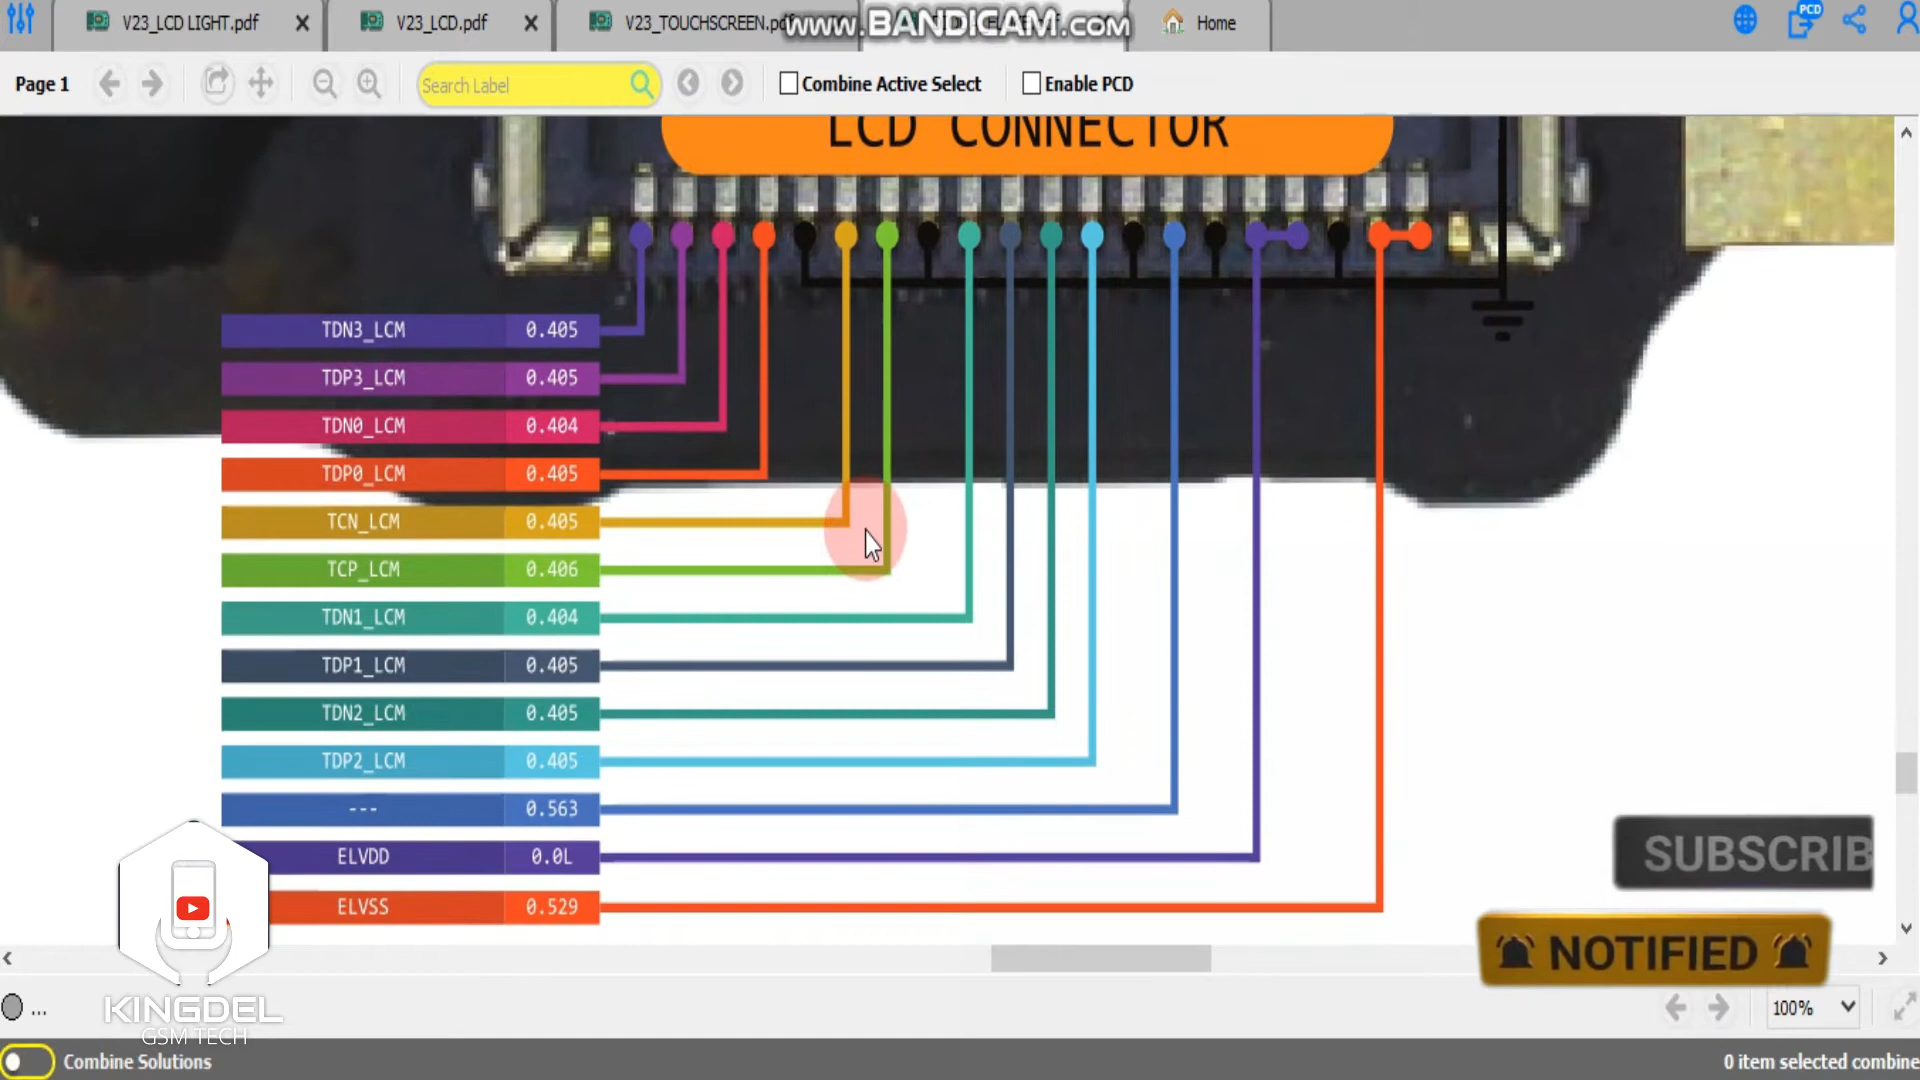 V23_LCD LIGHT.pdf
V23_LCD.pdf
V23_TOUCHSCREEN.pdf
www.BANDICAM.com
Home
PCD
Page 1
Search Label
Combine Active Select
Enable PCD
LCD CONNECTOR
TDN3_LCM 0.405
TDP3_LCM 0.405
TDN0_LCM 0.404
TDP0_LCM 0.405
TCN_LCM 0.405
TCP_LCM 0.406
TDN1_LCM 0.404
TDP1_LCM 0.405
TDN2_LCM 0.405
TDP2_LCM 0.405
--- 0.563
ELVDD 0.0L
ELVSS 0.529
SUBSCRIB
NOTIFIED
KINGDEL
GSM TECH
...
100%
Combine Solutions
0 item selected combine